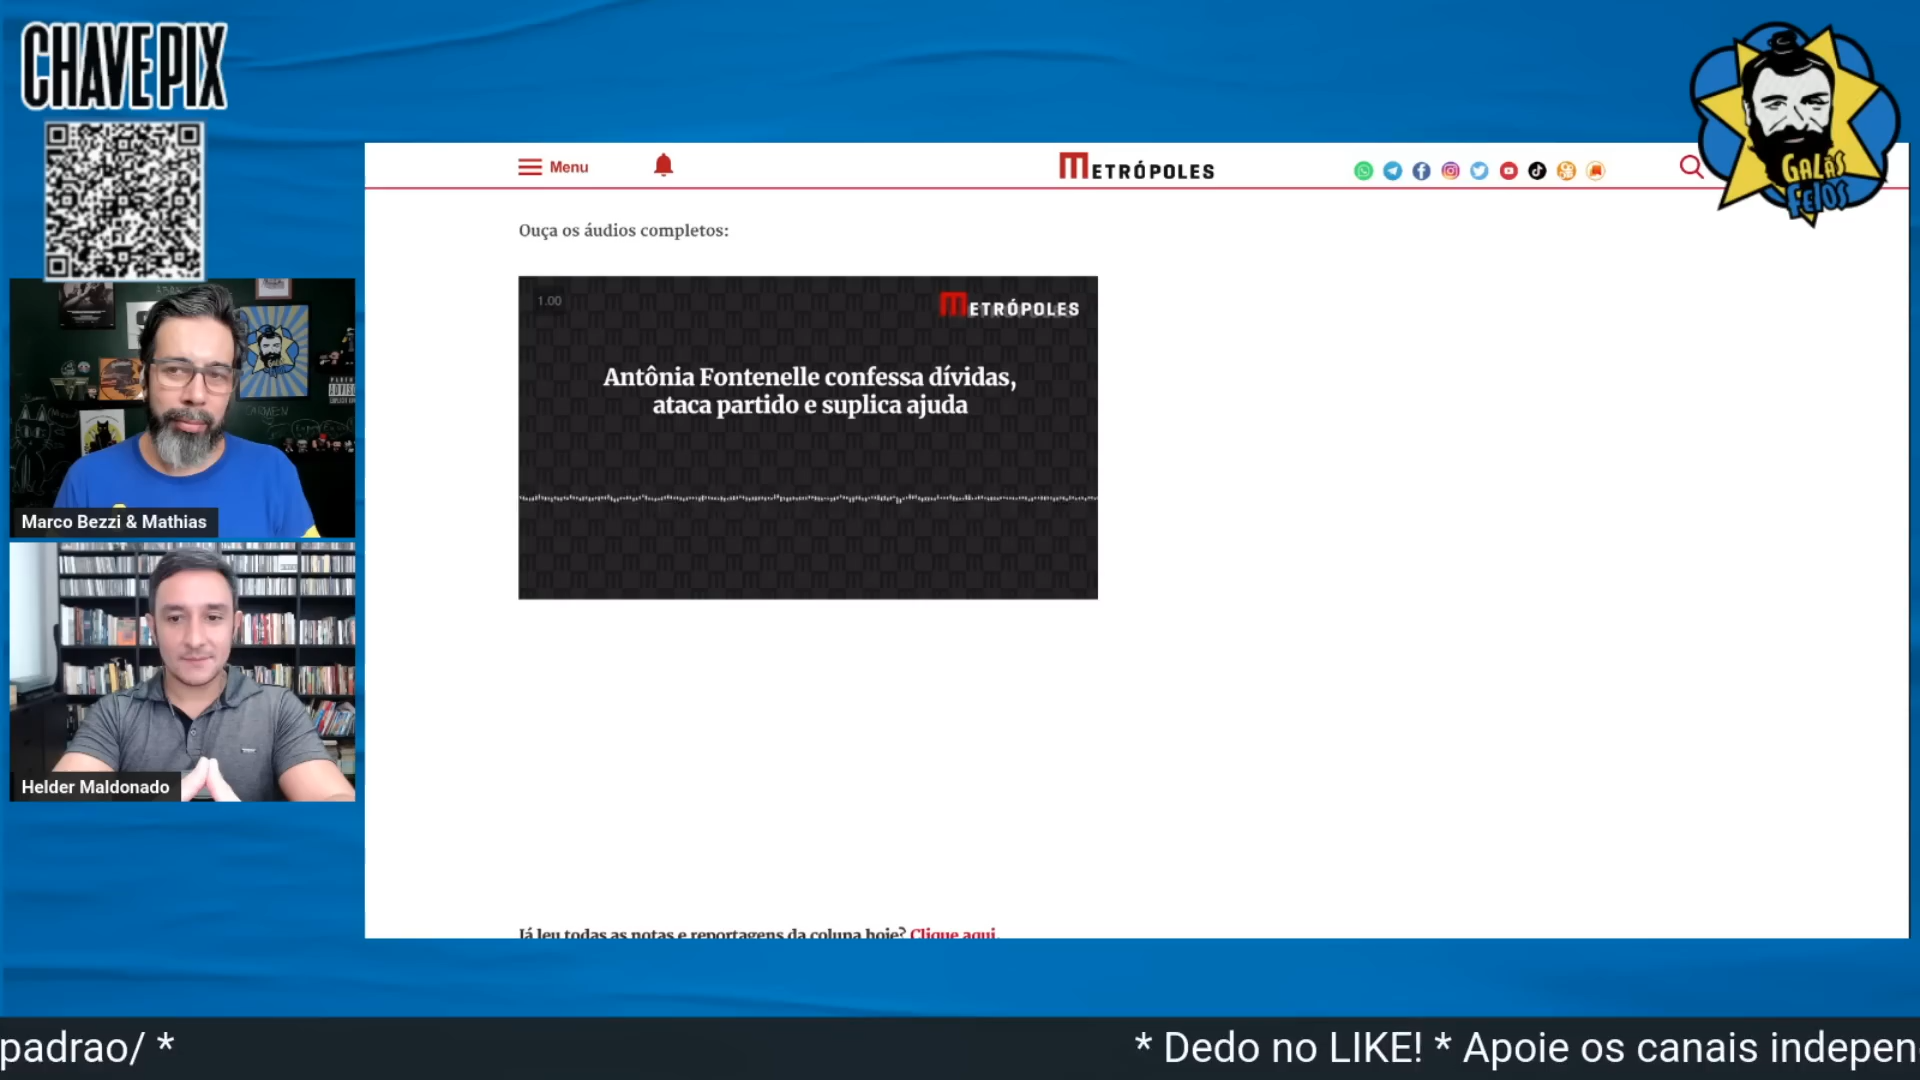 CHAVE PIX
GALÃS
FEIOS
Menu
METRÓPOLES
Ouça os áudios completos:
1.00
METRÓPOLES
Antônia Fontenelle confessa dívidas,
ataca partido e suplica ajuda
Marco Bezzi & Mathias
Helder Maldonado
Já leu todas as notas e reportagens da coluna hoje? Clique aqui.
padrao/ *
* Dedo no LIKE! * Apoie os canais indepen